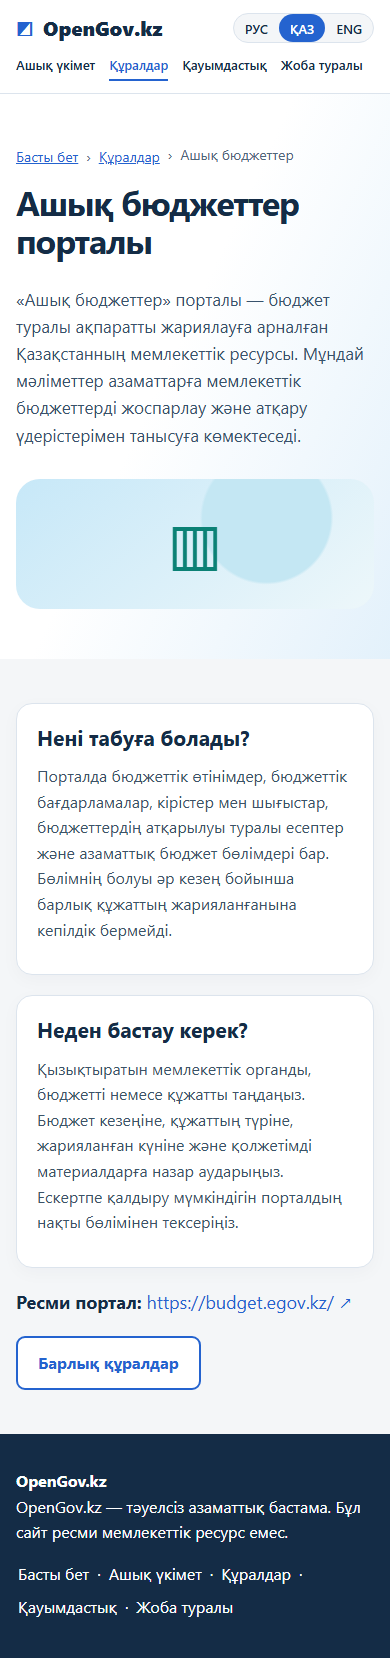 OpenGov.kz
РУС ҚАЗ ENG
Ашық үкімет Құралдар Қауымдастық Жоба туралы
Басты бет › Құралдар › Ашық бюджеттер
Ашық бюджеттер
порталы
«Ашық бюджеттер» порталы — бюджет
туралы ақпаратты жариялауға арналған
Қазақстанның мемлекеттік ресурсы. Мұндай
мәліметтер азаматтарға мемлекеттік
бюджеттерді жоспарлау және атқару
үдерістерімен танысуға көмектеседі.
Нені табуға болады?
Порталда бюджеттік өтінімдер, бюджеттік
бағдарламалар, кірістер мен шығыстар,
бюджеттердің атқарылуы туралы есептер
және азаматтық бюджет бөлімдері бар.
Бөлімнің болуы әр кезең бойынша
барлық құжаттың жарияланғанына
кепілдік бермейді.
Неден бастау керек?
Қызықтыратын мемлекеттік органды,
бюджетті немесе құжатты таңдаңыз.
Бюджет кезеңіне, құжаттың түріне,
жарияланған күніне және қолжетімді
материалдарға назар аударыңыз.
Ескертпе қалдыру мүмкіндігін порталдың
нақты бөлімінен тексеріңіз.
Ресми портал: https://budget.egov.kz/ ↗
Барлық құралдар
OpenGov.kz
OpenGov.kz — тәуелсіз азаматтық бастама. Бұл
сайт ресми мемлекеттік ресурс емес.
Басты бет · Ашық үкімет · Құралдар ·
Қауымдастық · Жоба туралы